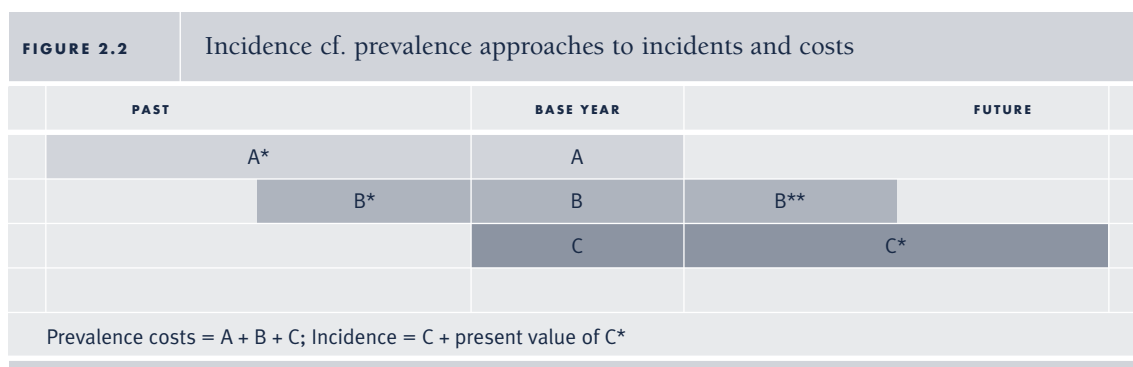 FIGURE 2.2 Incidence cf. prevalence approaches to incidents and costs
PAST BASE YEAR FUTURE
A* A
B* B B**
C C*
Prevalence costs = A + B + C; Incidence = C + present value of C*